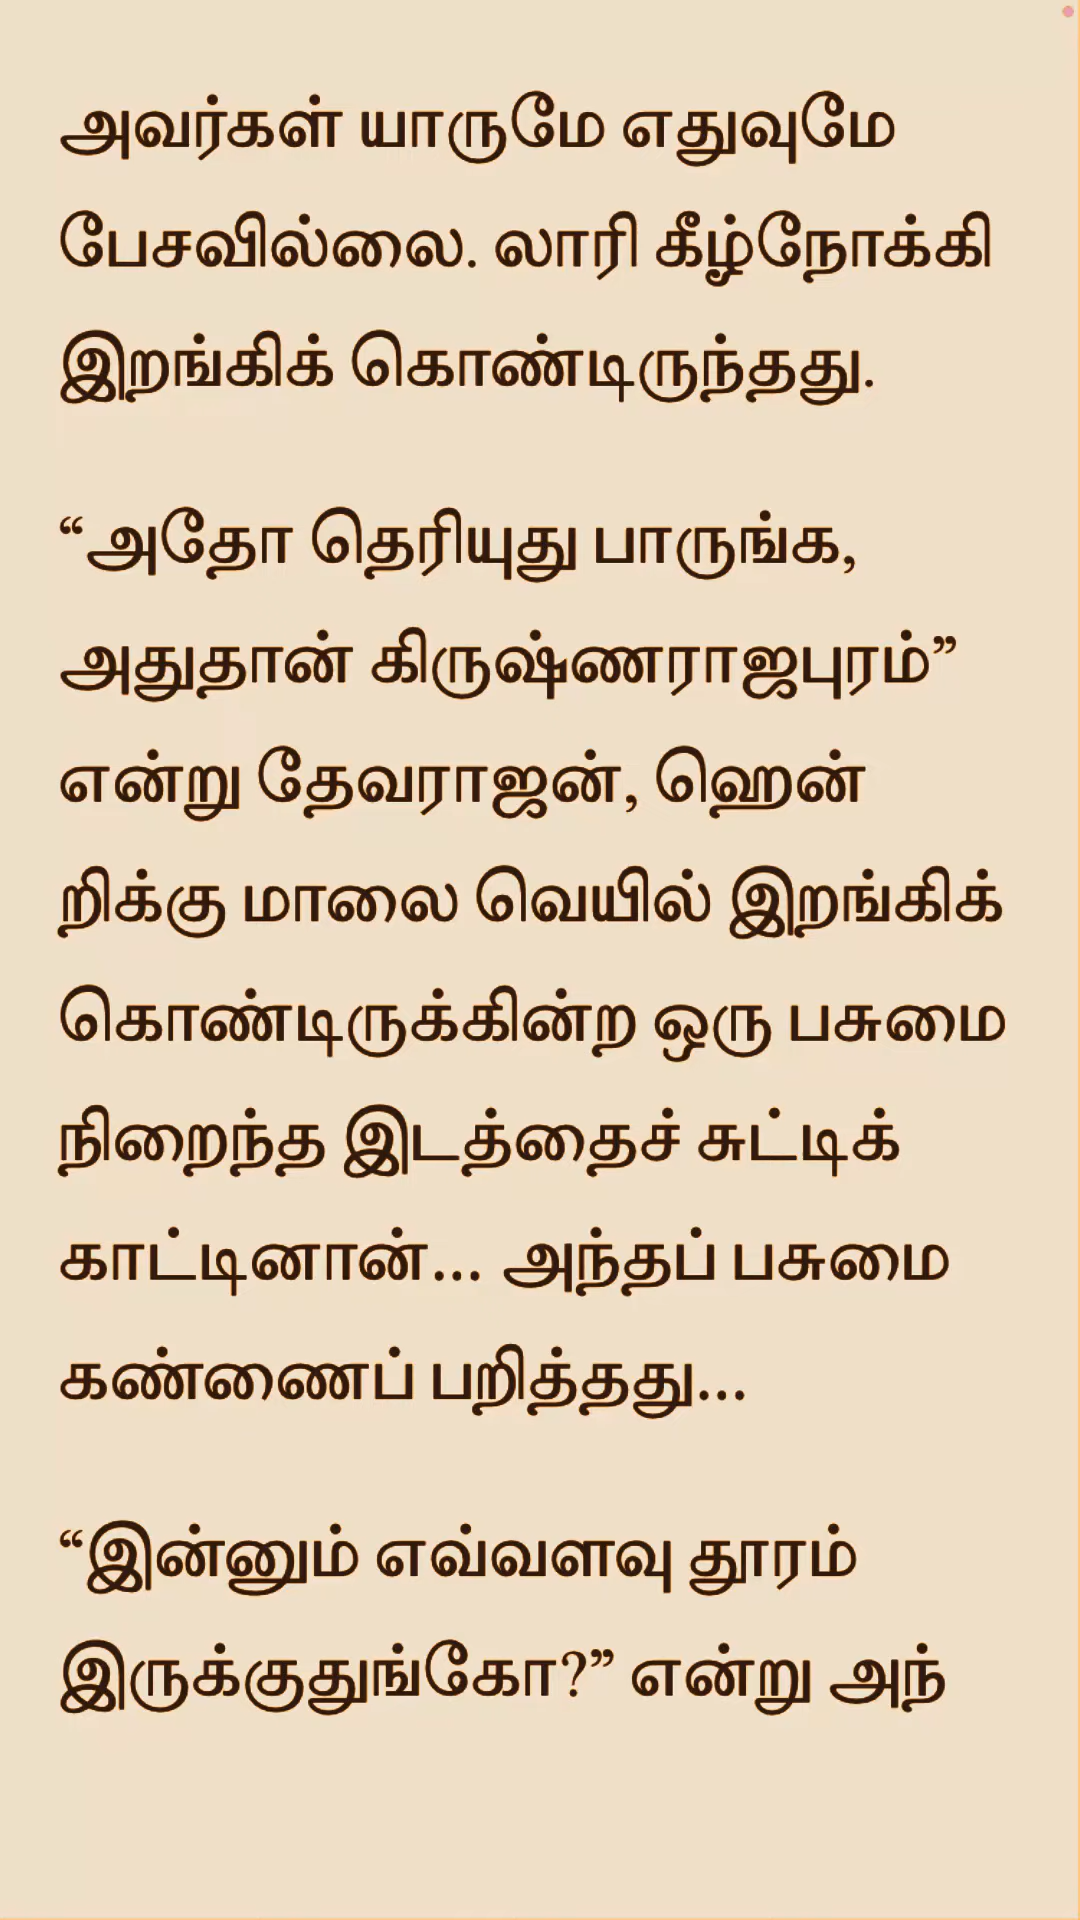 அவர்கள் யாருமே எதுவுமே
பேசவில்லை. லாரி கீழ்நோக்கி
இறங்கிக் கொண்டிருந்தது.
“அதோ தெரியுது பாருங்க,
அதுதான் கிருஷ்ணராஜபுரம்”
என்று தேவராஜன், ஹென்
றிக்கு மாலை வெயில் இறங்கிக்
கொண்டிருக்கின்ற ஒரு பசுமை
நிறைந்த இடத்தைச் சுட்டிக்
காட்டினான்... அந்தப் பசுமை
கண்ணைப் பறித்தது...
“இன்னும் எவ்வளவு தூரம்
இருக்குதுங்கோ?” என்று அந்